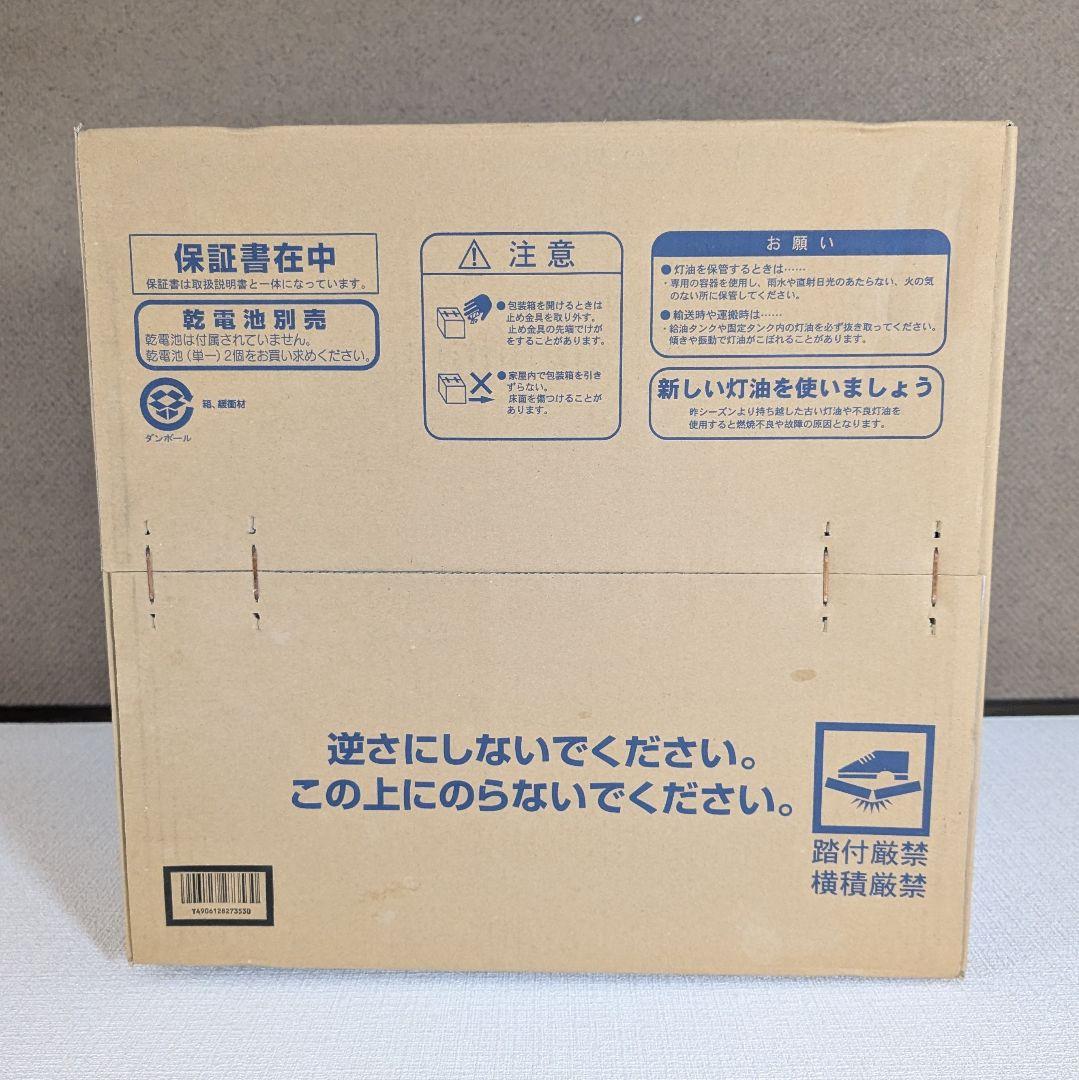 保証書在中
保証書は取扱説明書と一体になっています。
乾電池別売
乾電池は付属されていません。
乾電池(単一)2個をお買い求めください。
箱、緩衝材
ダンボール
注意
●包装箱を開けるときは
止め金具を取り外す。
止め金具の先端でけが
をすることがあります。
●家屋内で包装箱を引き
ずらない。
床面を傷つけることが
あります。
お願い
●灯油を保管するときは……
・専用の容器を使用し、雨水や直射日光のあたらない、火の気
のない所に保管してください。
●輸送時や運搬時は……
・給油タンクや固定タンク内の灯油を必ず抜き取ってください。
傾きや振動で灯油がこぼれることがあります。
新しい灯油を使いましょう
昨シーズンより持ち越した古い灯油や不良灯油を
使用すると燃焼不良や故障の原因となります。
逆さにしないでください。
この上にのらないでください。
踏付厳禁
横積厳禁
Y4906128273530